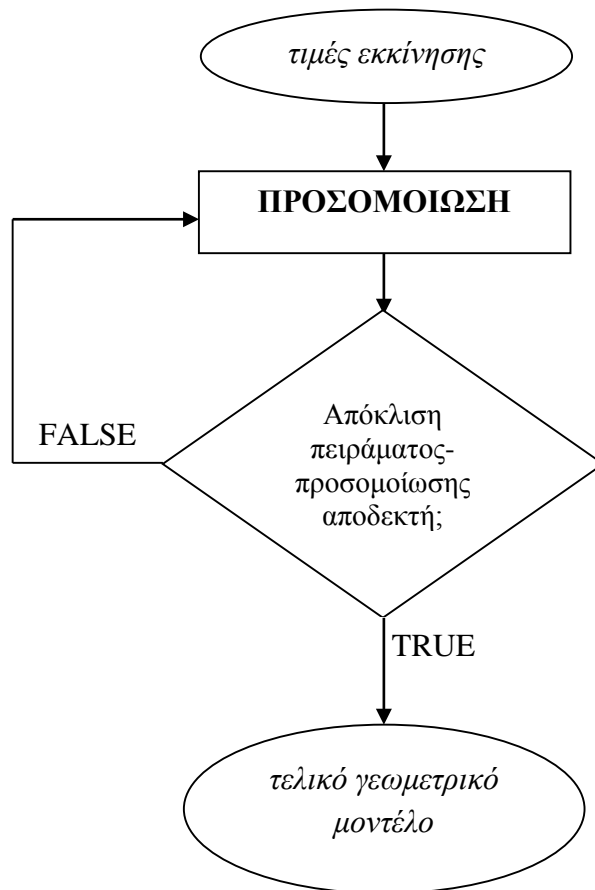 τιμές εκκίνησης
ΠΡΟΣΟΜΟΙΩΣΗ
Απόκλιση
πειράματος-
προσομοίωσης
αποδεκτή;
FALSE
TRUE
τελικό γεωμετρικό
μοντέλο